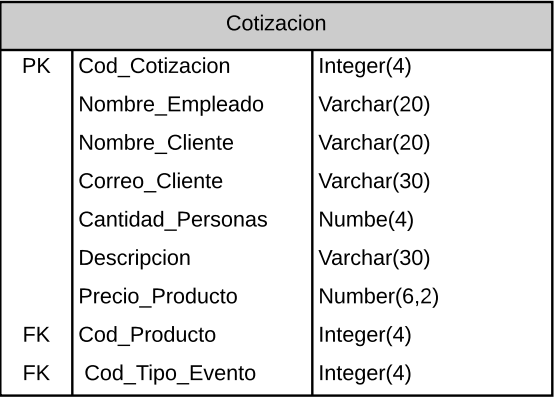 Cotizacion
PK Cod_Cotizacion Integer(4)
Nombre_Empleado Varchar(20)
Nombre_Cliente Varchar(20)
Correo_Cliente Varchar(30)
Cantidad_Personas Numbe(4)
Descripcion Varchar(30)
Precio_Producto Number(6,2)
FK Cod_Producto Integer(4)
FK Cod_Tipo_Evento Integer(4)